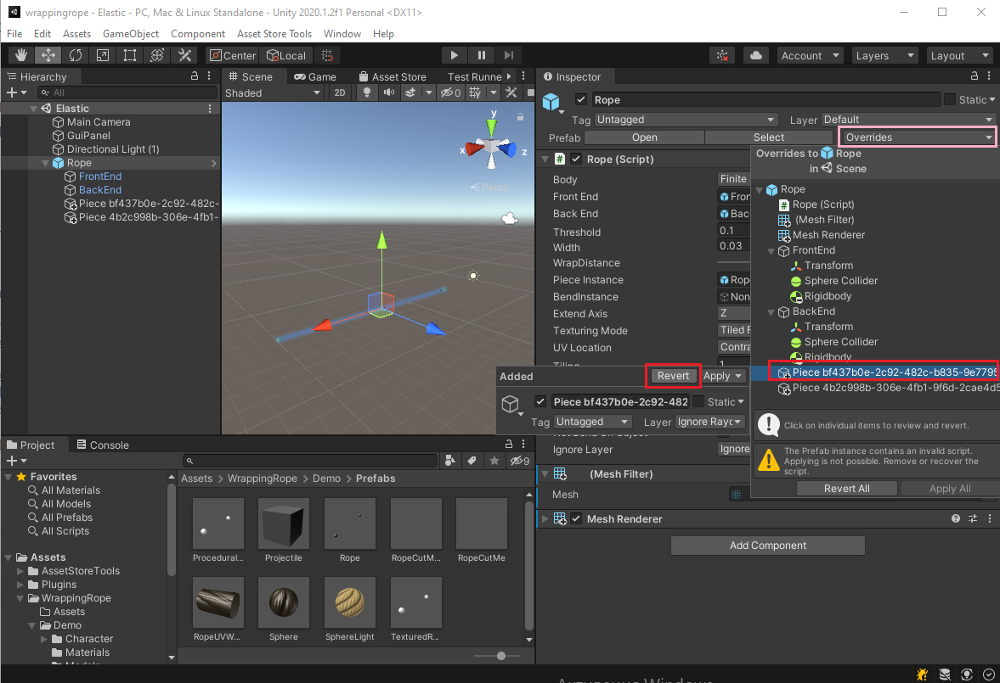 wrappingrope - Elastic - PC, Mac & Linux Standalone - Unity 2020.1.2f1 Personal <DX11>
File Edit Assets GameObject Component Asset Store Tools Window Help
Center Local Account Layers Layout
Hierarchy
All
Elastic
Main Camera
GuiPanel
Directional Light (1)
Rope
FrontEnd
BackEnd
Piece bf437b0e-2c92-482c-
Piece 4b2c998b-306e-4fb1-
Scene Game Asset Store Test Runne
Shaded 2D 0
y
x
z
Persp
Inspector
Rope Static
Tag Untagged Layer Default
Prefab Open Select Overrides
Rope (Script)
Body Finite
Front End Fron
Back End Bac
Threshold 0.1
Width 0.03
WrapDistance
Piece Instance Rop
BendInstance Non
Extend Axis Z
Texturing Mode Tiled F
UV Location Contra
Tiling 1
Overrides to Rope
in Scene
Rope
Rope (Script)
(Mesh Filter)
Mesh Renderer
FrontEnd
Transform
Sphere Collider
Rigidbody
BackEnd
Transform
Sphere Collider
Rigidbody
Piece bf437b0e-2c92-482c-b835-9e7795
Piece 4b2c998b-306e-4fb1-9f6d-2cae4d5
Click on individual items to review and revert.
The Prefab instance contains an invalid script.
Applying is not possible. Remove or recover the
script.
Revert All Apply All
Added Revert Apply
Piece bf437b0e-2c92-482 Static
Tag Untagged Layer Ignore Rayc
Not Bend On Object
Ignore Layer Ignore
(Mesh Filter)
Mesh
Mesh Renderer
Add Component
Project Console
9
Favorites
All Materials
All Models
All Prefabs
All Scripts
Assets
AssetStoreTools
Plugins
WrappingRope
Assets
Demo
Character
Materials
Models
Assets > WrappingRope > Demo > Prefabs
Procedural... Projectile Rope RopeCutM... RopeCutMe
RopeUVW... Sphere SphereLight TexturedR...
Активация Windows